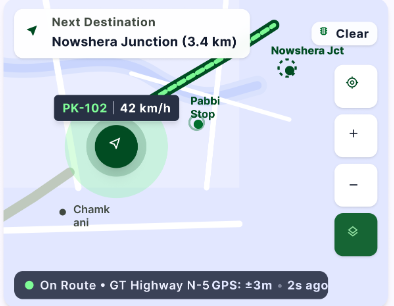 Next Destination
Nowshera Junction (3.4 km)
Clear
Nowshera Jct
PK-102 | 42 km/h
Pabbi
Stop
+
−
Chamk
ani
On Route • GT Highway N-5 GPS: ±3m • 2s ago